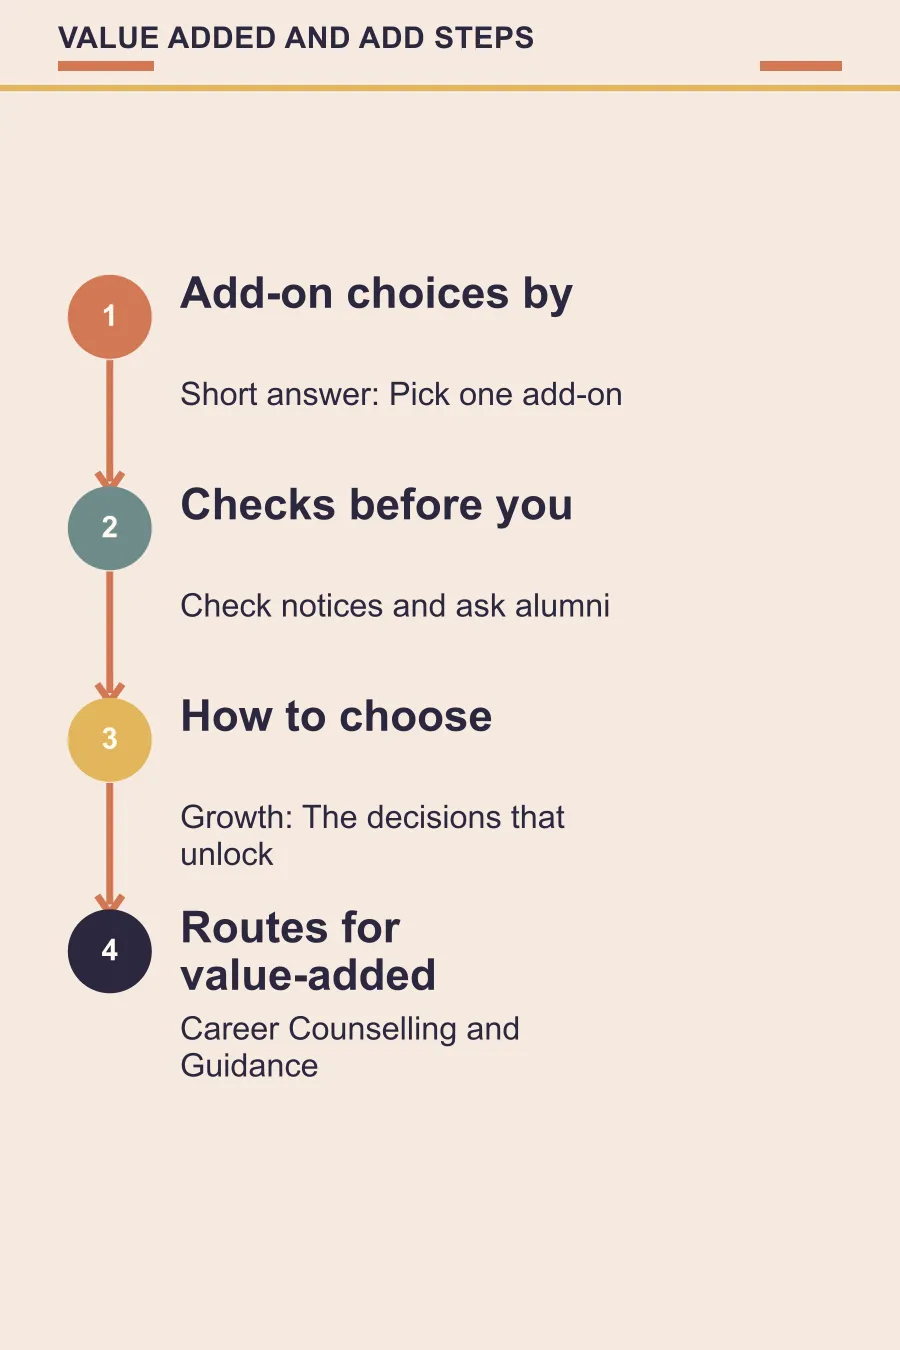 VALUE ADDED AND ADD STEPS
1
Add-on choices by
Short answer: Pick one add-on
2
Checks before you
Check notices and ask alumni
3
How to choose
Growth: The decisions that
unlock
4
Routes for
value-added
Career Counselling and
Guidance